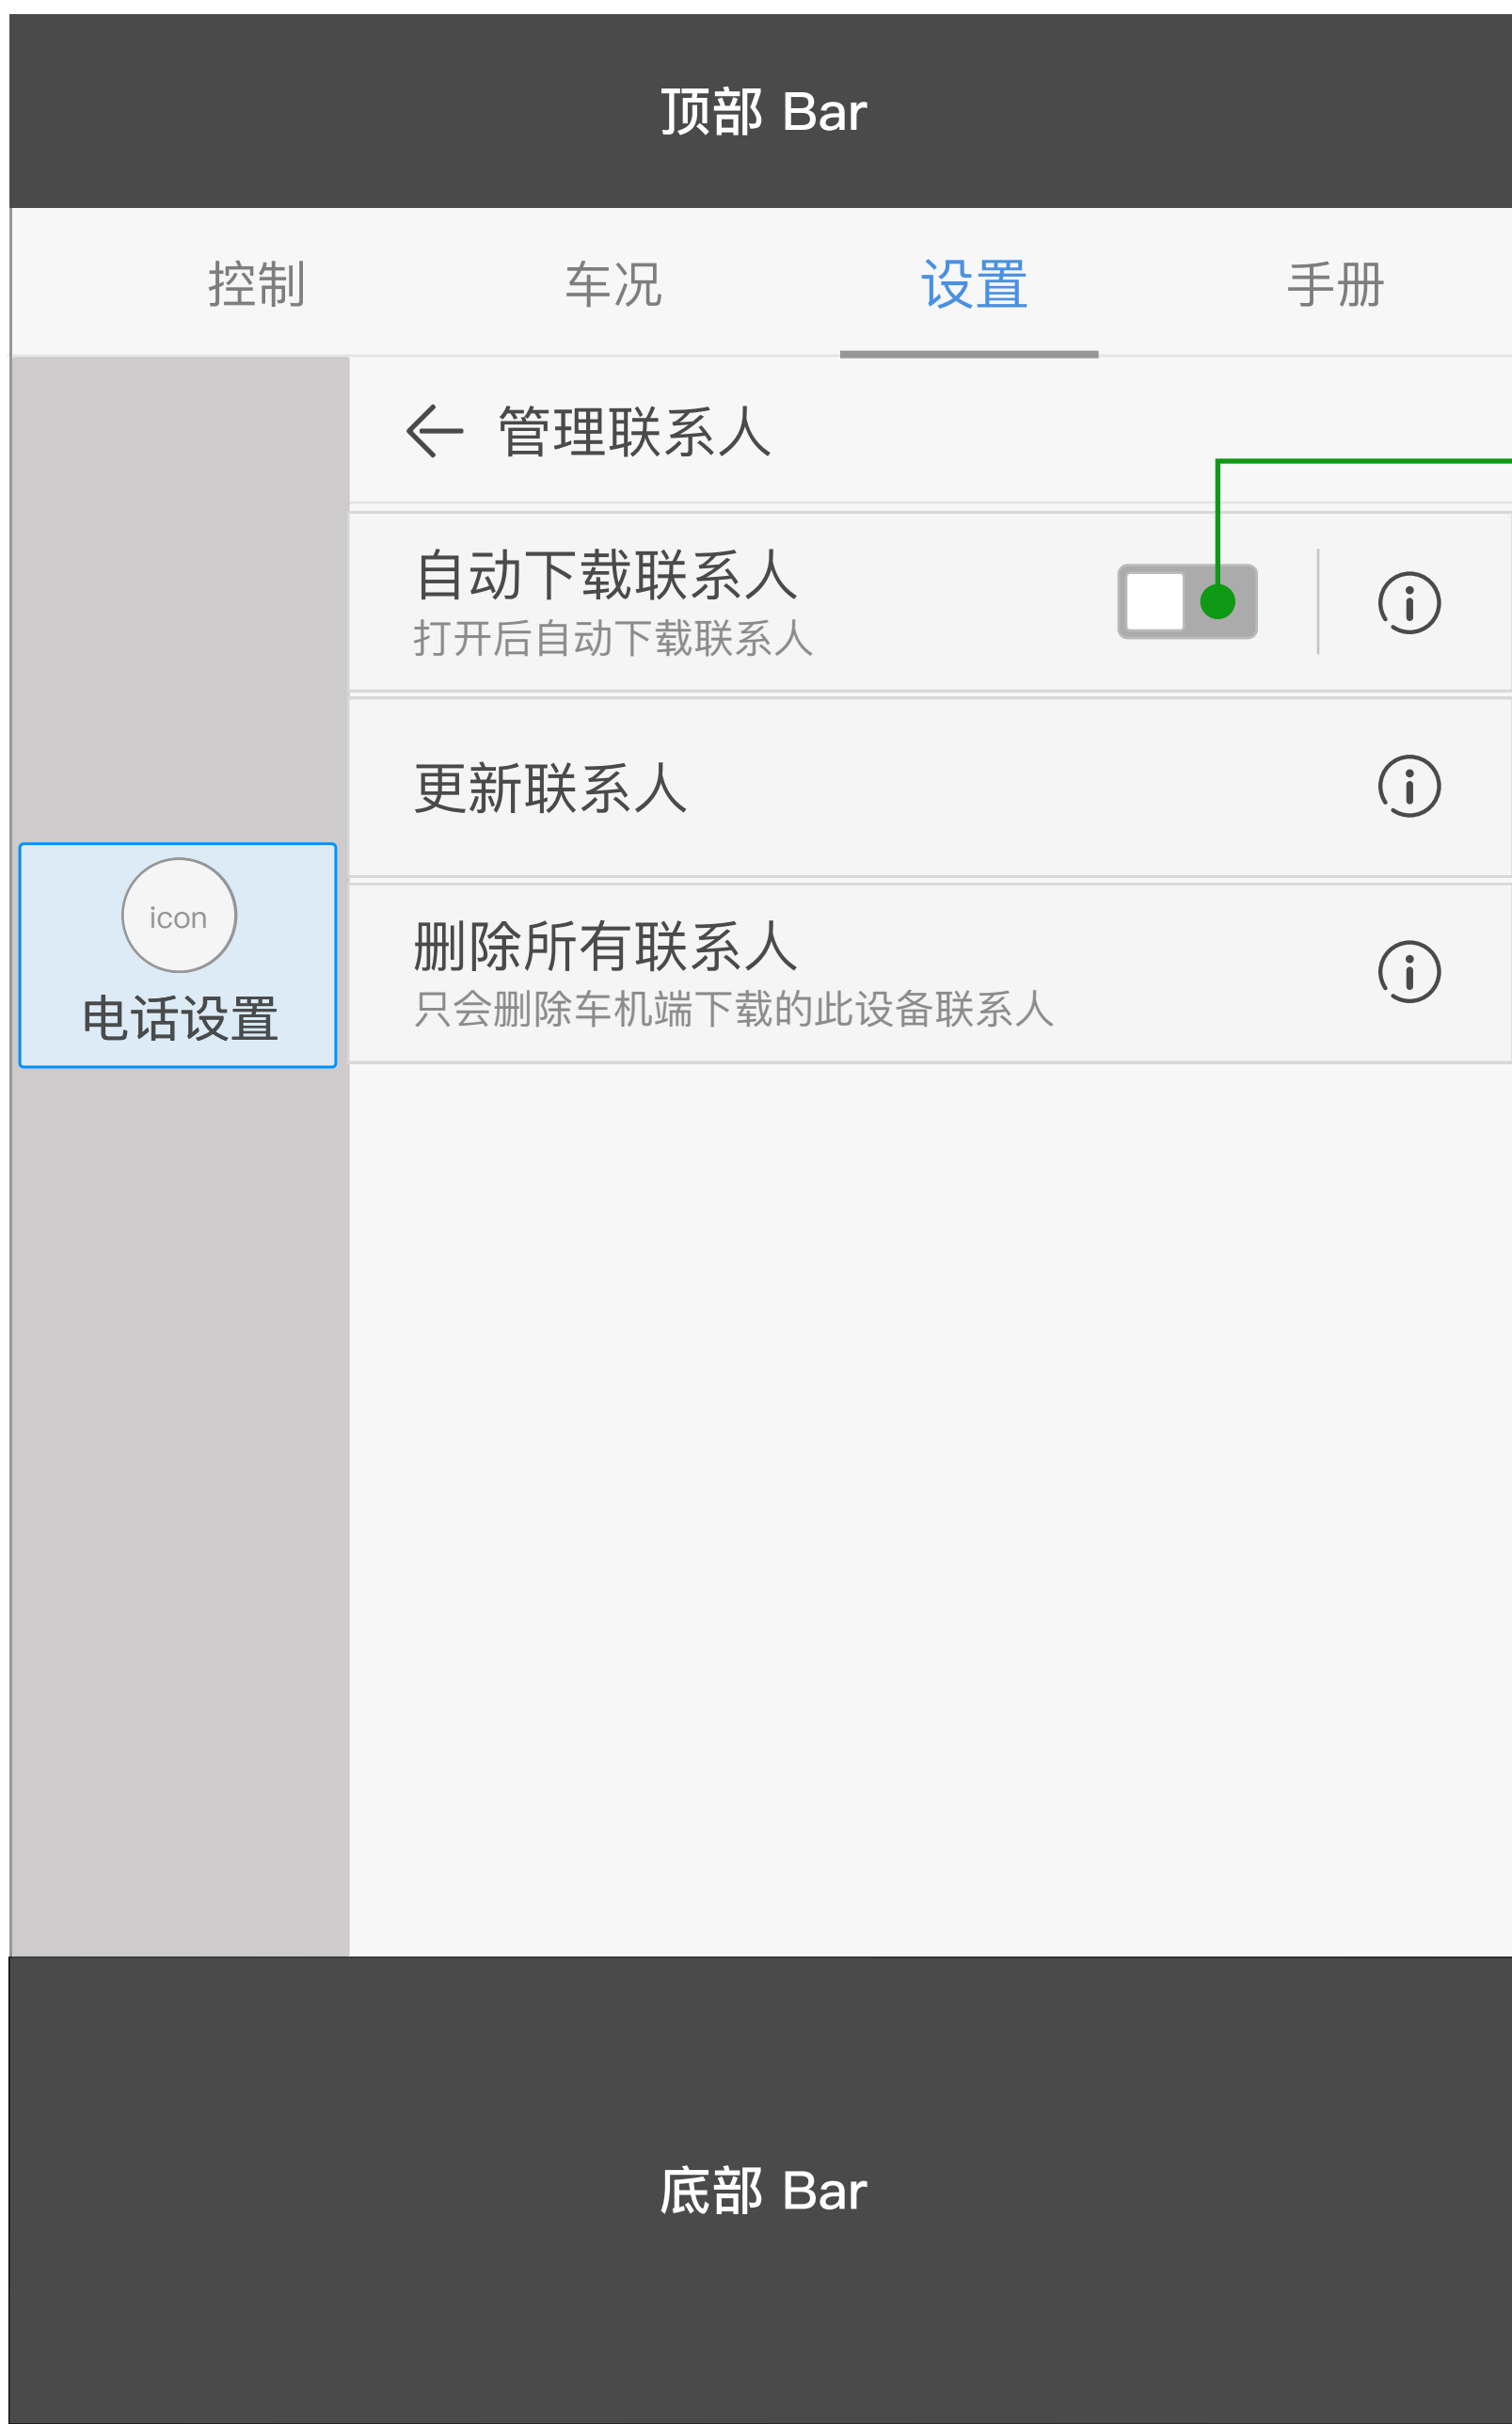 顶部 Bar
控制 车况 设置 手册
管理联系人
自动下载联系人
打开后自动下载联系人
更新联系人
icon
电话设置
删除所有联系人
只会删除车机端下载的此设备联系人
底部 Bar